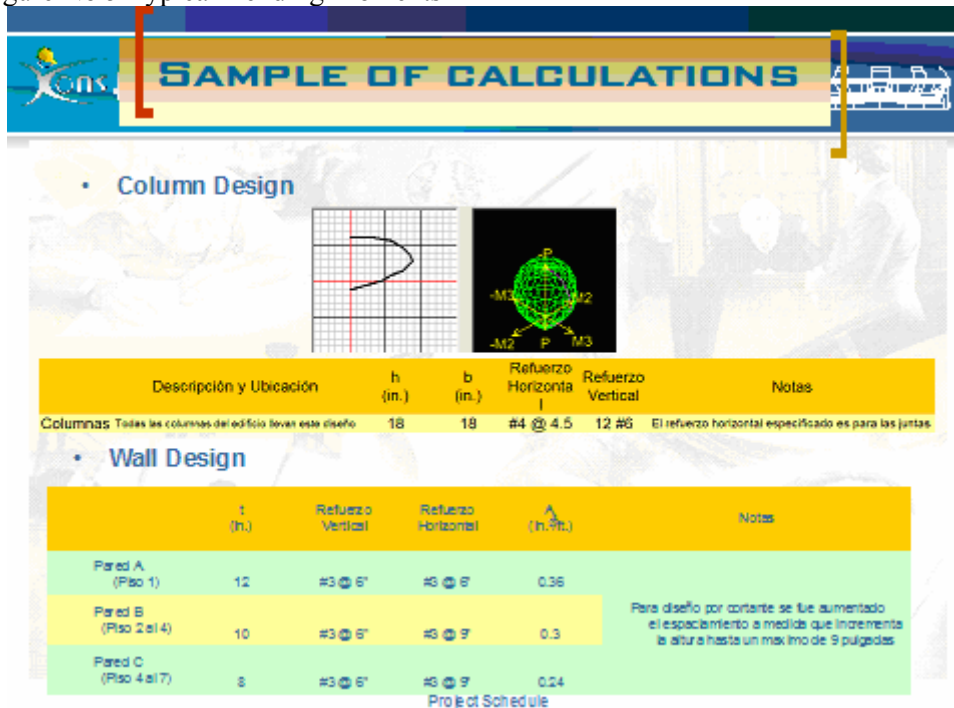 SAMPLE OF CALCULATIONS
• Column Design
P
-M3
M2
-M2 P M3
Descripción y Ubicación
h
(in.)
b
(in.)
Refuerzo
Horizonta
l
Refuerzo
Vertical
Notas
Columnas Todas las columnas del edificio llevan este diseño 18 18 #4 @ 4.5 12 #6 El refuerzo horizontal especificado es para las juntas
• Wall Design
t
(in.)
Refuerzo
Vertical
Refuerzo
Horizontal
Notas
Pared A
(Piso 1) 12 #3 @ 6" #3 @ 6" 0.36
Pared B
(Piso 2 al 4) 10 #3 @ 6" #3 @ 9" 0.3
Pared C
(Piso 4 al 7) 8 #3 @ 6" #3 @ 9" 0.24
Para diseño por cortante se fue aumentado
el espaciamiento a medida que incrementa
la altura hasta un maximo de 9 pulgadas
Project Schedule